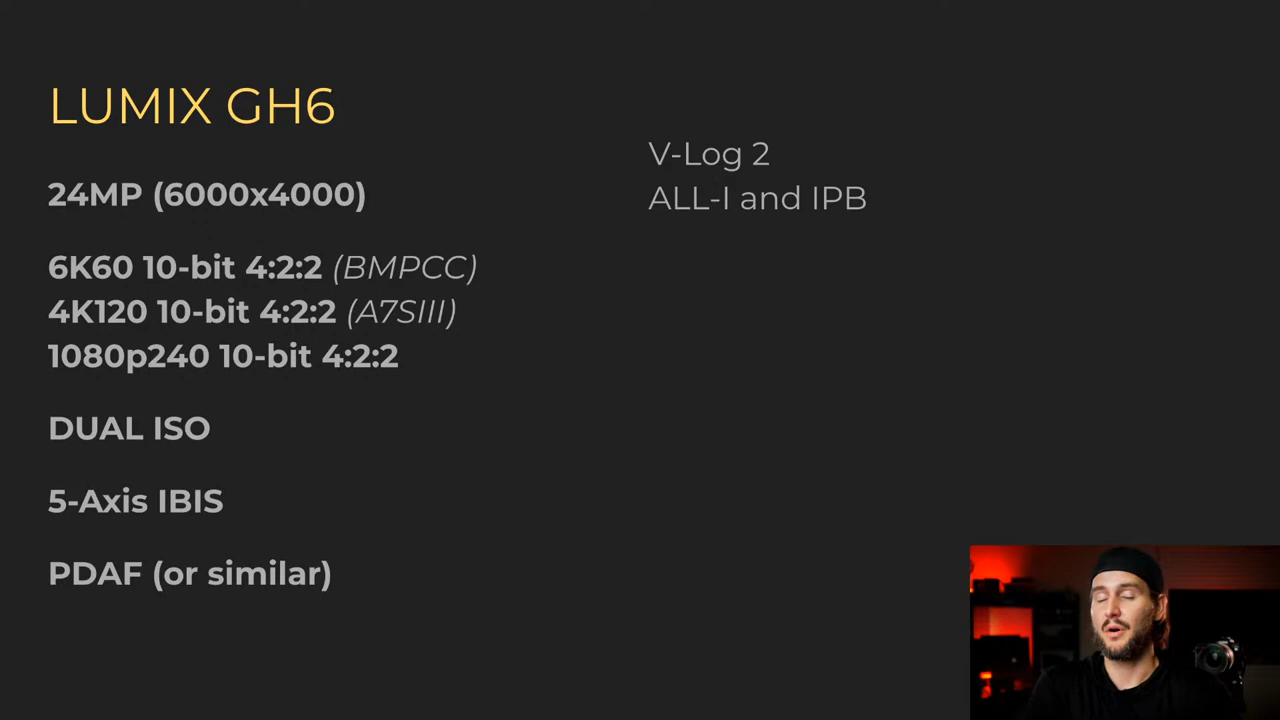 LUMIX GH6
24MP (6000x4000)
6K60 10-bit 4:2:2 (BMPCC)
4K120 10-bit 4:2:2 (A7SIII)
1080p240 10-bit 4:2:2
DUAL ISO
5-Axis IBIS
PDAF (or similar)
V-Log 2
ALL-I and IPB